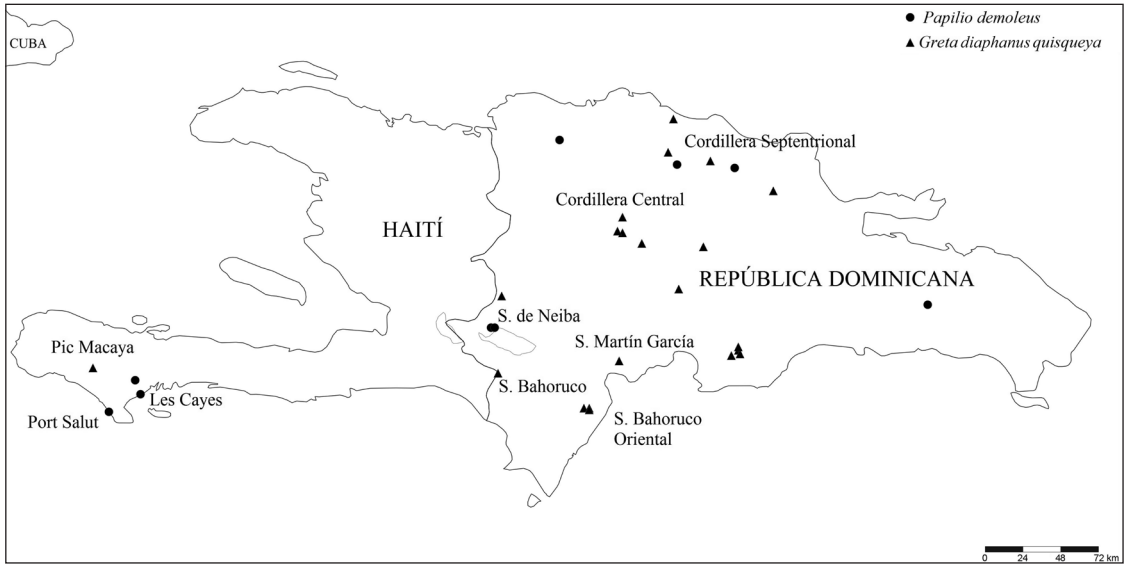 Papilio demoleus
Greta diaphanus quisqueya
CUBA
Cordillera Septentrional
Cordillera Central
HAITÍ
REPÚBLICA DOMINICANA
S. de Neiba
S. Martín García
Pic Macaya
S. Bahoruco
Les Cayes
Port Salut
S. Bahoruco
Oriental
0 24 48 72 km